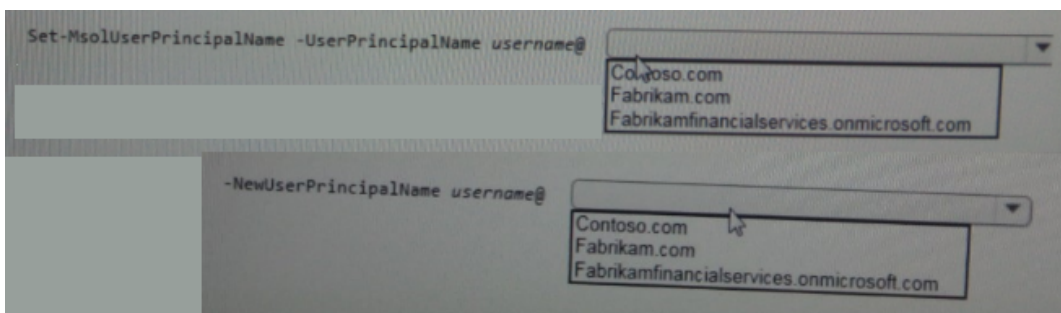 Set-MsolUserPrincipalName -UserPrincipalName username@
Contoso.com
Fabrikam.com
Fabrikamfinancialservices.onmicrosoft.com
-NewUserPrincipalName username@
Contoso.com
Fabrikam.com
Fabrikamfinancialservices.onmicrosoft.com